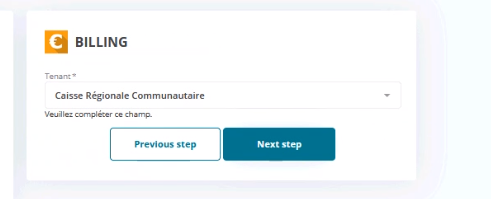 € BILLING
Tenant *
Caisse Régionale Communautaire
Veuillez compléter ce champ.
Previous step Next step